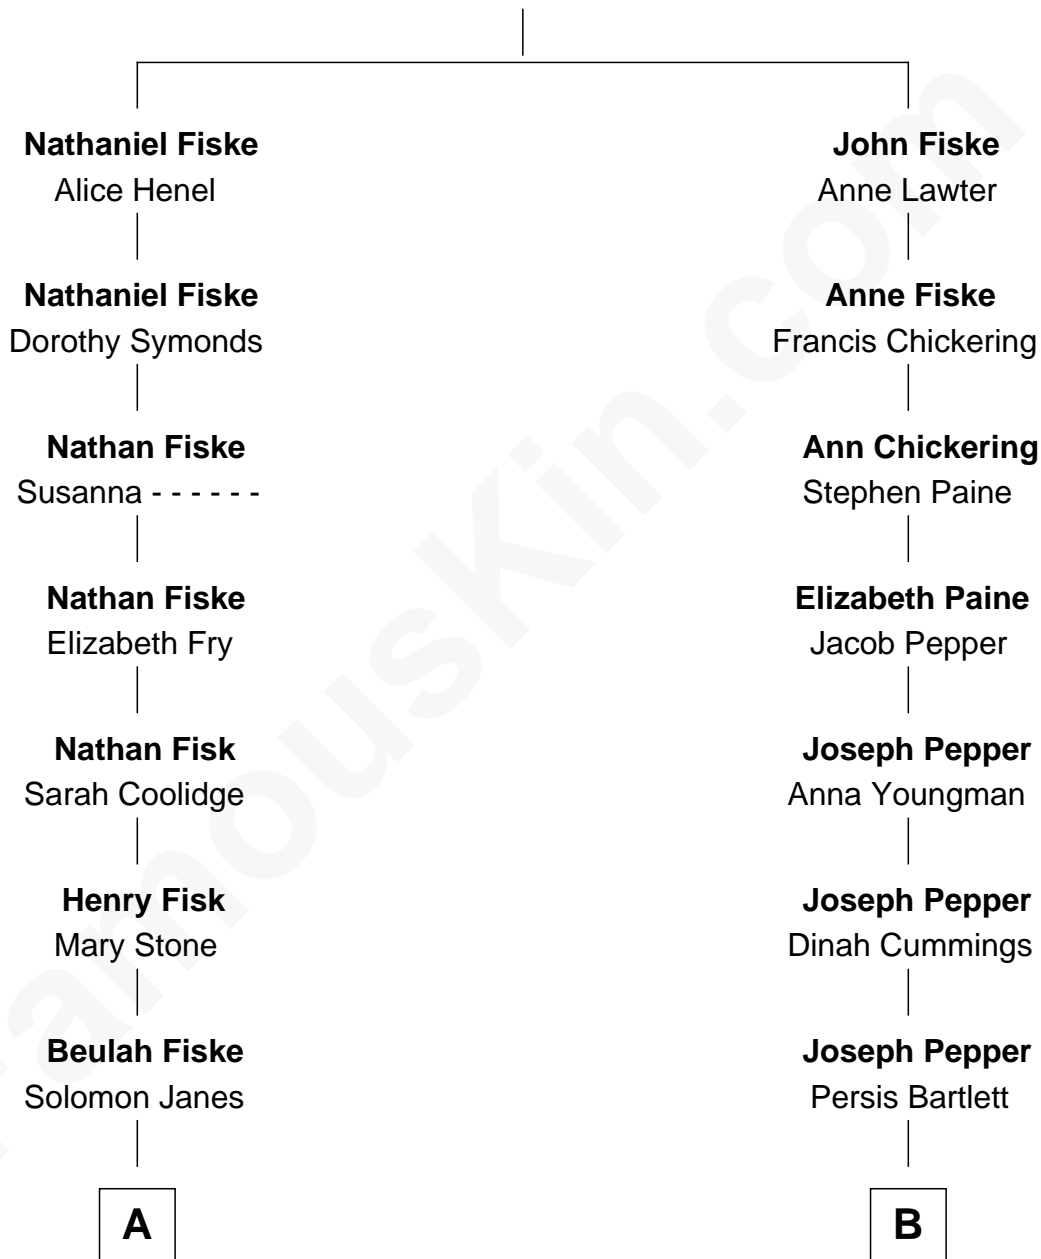 Nathaniel Fiske
Alice Henel
Nathaniel Fiske
Dorothy Symonds
Nathan Fiske
Susanna - - - - - -
Nathan Fiske
Elizabeth Fry
Nathan Fisk
Sarah Coolidge
Henry Fisk
Mary Stone
Beulah Fiske
Solomon Janes
A
John Fiske
Anne Lawter
Anne Fiske
Francis Chickering
Ann Chickering
Stephen Paine
Elizabeth Paine
Jacob Pepper
Joseph Pepper
Anna Youngman
Joseph Pepper
Dinah Cummings
Joseph Pepper
Persis Bartlett
B
FamousKin.com